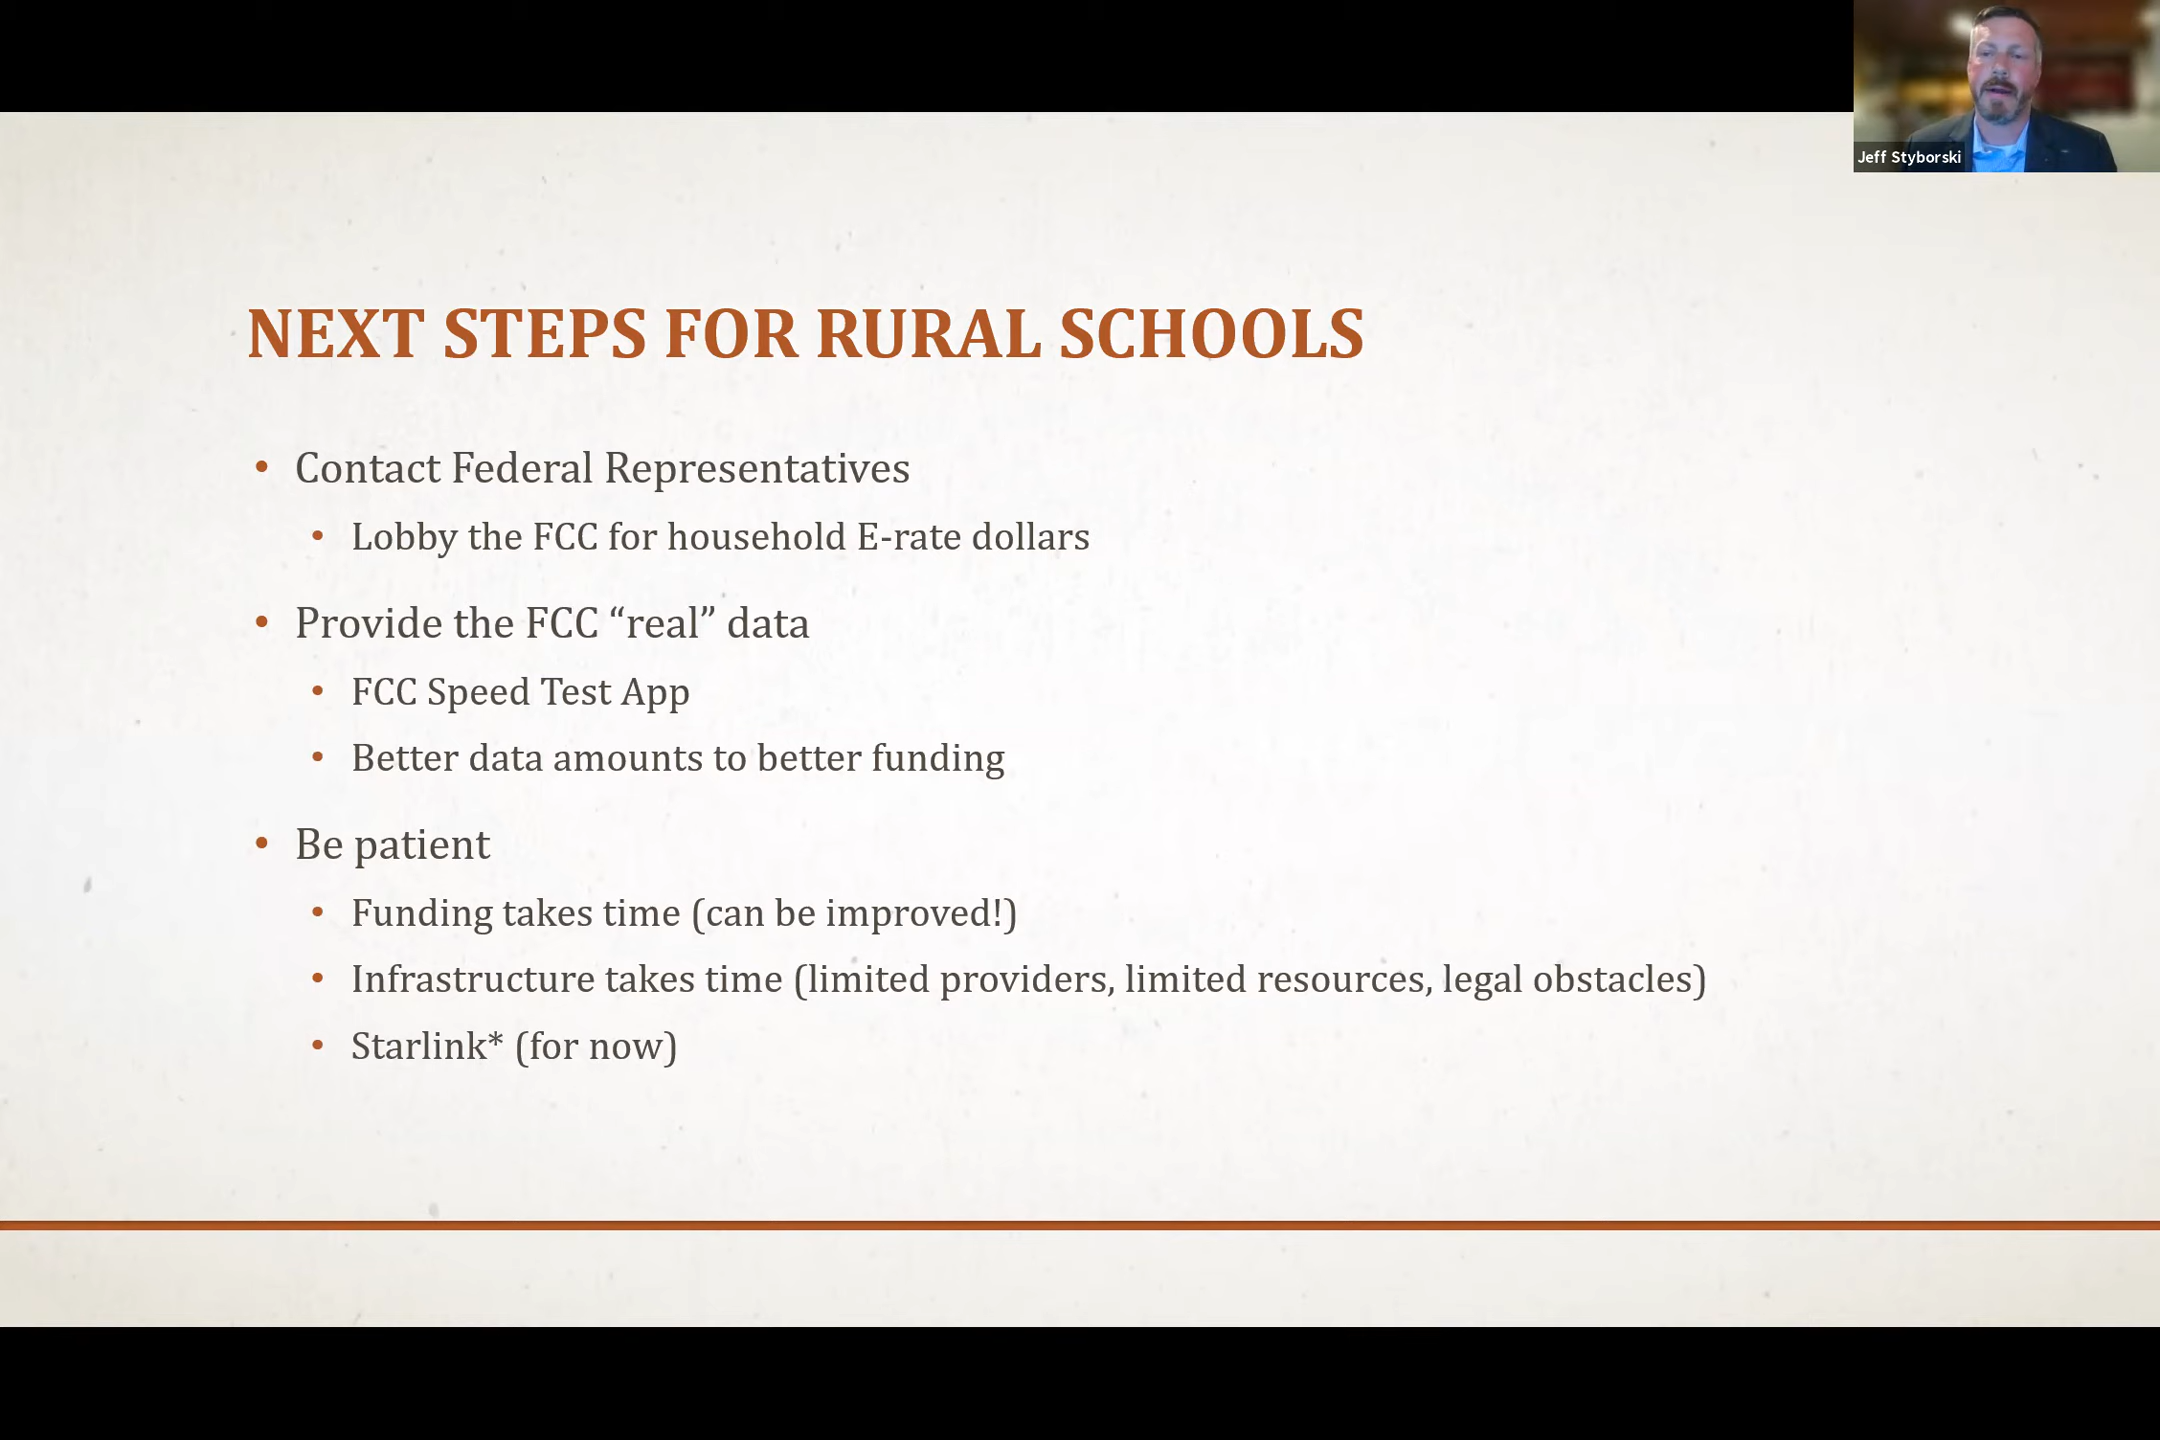 Jeff Styborski
NEXT STEPS FOR RURAL SCHOOLS
• Contact Federal Representatives
• Lobby the FCC for household E-rate dollars
• Provide the FCC “real” data
• FCC Speed Test App
• Better data amounts to better funding
• Be patient
• Funding takes time (can be improved!)
• Infrastructure takes time (limited providers, limited resources, legal obstacles)
• Starlink* (for now)